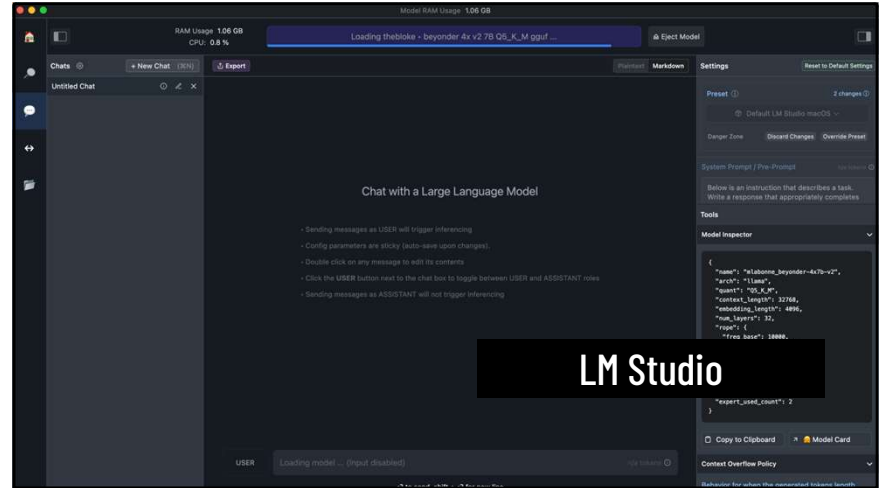 Model RAM Usage 1.06 GB
RAM Usage 1.06 GB
CPU: 0.8 %
Loading thebloke - beyonder 4x v2 7B Q5_K_M gguf ...
Eject Model
Chats
+ New Chat (⌘N)
Export
Plaintext Markdown
Settings
Reset to Default Settings
Untitled Chat
Preset
2 changes
Default LM Studio macOS
Danger Zone
Discard Changes
Override Preset
System Prompt / Pre-Prompt
Below is an instruction that describes a task.
Write a response that appropriately completes
Tools
Model Inspector
Chat with a Large Language Model
- Sending messages as USER will trigger inferencing
- Config parameters are sticky (auto-save upon changes).
- Double click on any message to edit its contents
- Click the USER button next to the chat box to toggle between USER and ASSISTANT roles
- Sending messages as ASSISTANT will not trigger inferencing
{
"name": "mlabonne_beyonder-4x7b-v2",
"arch": "llama",
"quant": "Q5_K_M",
"context_length": 32768,
"embedding_length": 4096,
"num_layers": 32,
"rope": {
"freq_base": 10000,
LM Studio
"expert_used_count": 2
}
Copy to Clipboard
Model Card
USER
Loading model ... (input disabled)
n/a tokens
Context Overflow Policy
Behavior for when the generated tokens length